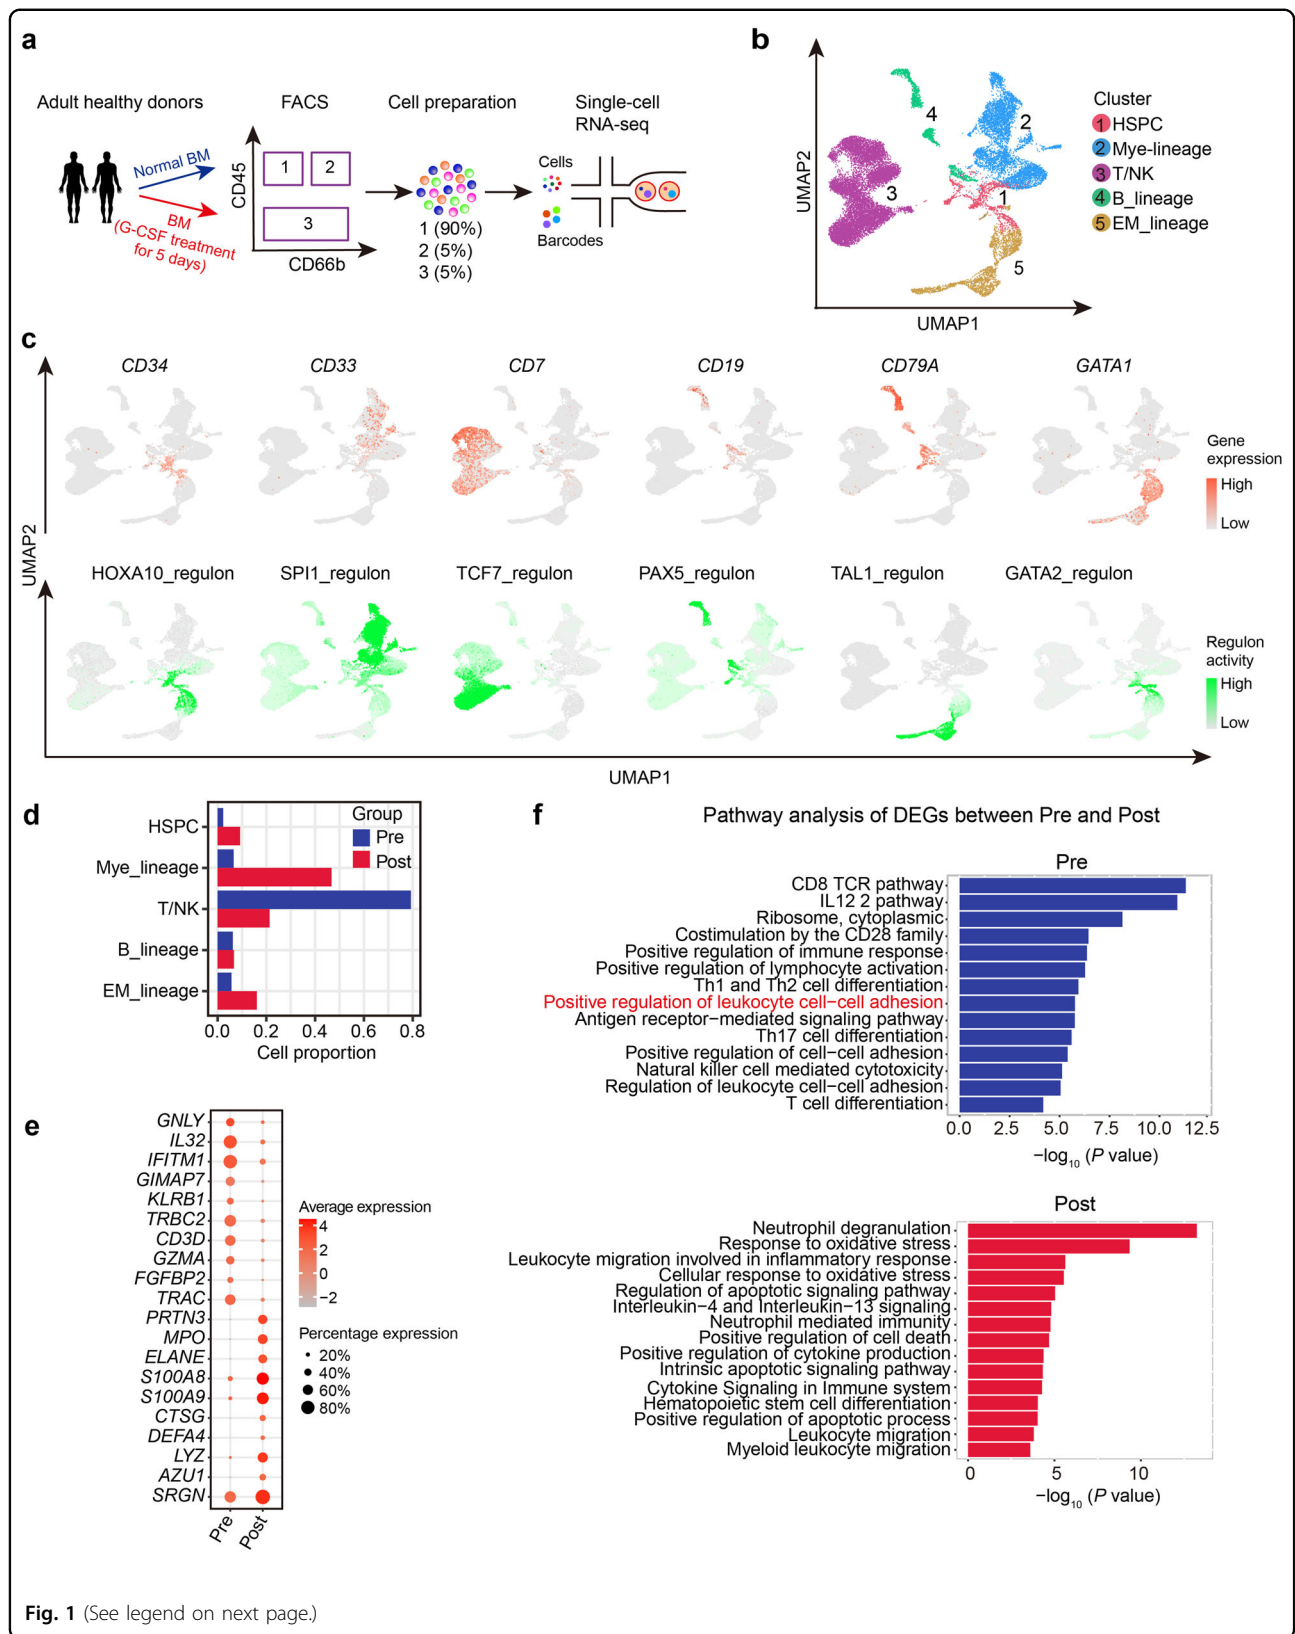 a
Adult healthy donors
FACS
Cell preparation
Single-cell
RNA-seq
Normal BM
BM
(G-CSF treatment
for 5 days)
CD45
1
2
3
CD66b
1 (90%)
2 (5%)
3 (5%)
Cells
Barcodes
b
UMAP2
UMAP1
4
2
3
1
5
Cluster
1 HSPC
2 Mye-lineage
3 T/NK
4 B_lineage
5 EM_lineage
c
CD34
CD33
CD7
CD19
CD79A
GATA1
Gene
expression
High
Low
UMAP2
HOXA10_regulon
SPI1_regulon
TCF7_regulon
PAX5_regulon
TAL1_regulon
GATA2_regulon
Regulon
activity
High
Low
UMAP1
d
HSPC
Mye_lineage
T/NK
B_lineage
EM_lineage
Group
Pre
Post
0.0 0.2 0.4 0.6 0.8
Cell proportion
e
GNLY
IL32
IFITM1
GIMAP7
KLRB1
TRBC2
CD3D
GZMA
FGFBP2
TRAC
PRTN3
MPO
ELANE
S100A8
S100A9
CTSG
DEFA4
LYZ
AZU1
SRGN
Pre
Post
Average expression
4
2
0
−2
Percentage expression
20%
40%
60%
80%
f
Pathway analysis of DEGs between Pre and Post
Pre
CD8 TCR pathway
IL12 2 pathway
Ribosome, cytoplasmic
Costimulation by the CD28 family
Positive regulation of immune response
Positive regulation of lymphocyte activation
Th1 and Th2 cell differentiation
Positive regulation of leukocyte cell−cell adhesion
Antigen receptor−mediated signaling pathway
Th17 cell differentiation
Positive regulation of cell−cell adhesion
Natural killer cell mediated cytotoxicity
Regulation of leukocyte cell−cell adhesion
T cell differentiation
0.0 2.5 5.0 7.5 10.0 12.5
−log10 (P value)
Post
Neutrophil degranulation
Response to oxidative stress
Leukocyte migration involved in inflammatory response
Cellular response to oxidative stress
Regulation of apoptotic signaling pathway
Interleukin−4 and Interleukin−13 signaling
Neutrophil mediated immunity
Positive regulation of cell death
Positive regulation of cytokine production
Intrinsic apoptotic signaling pathway
Cytokine Signaling in Immune system
Hematopoietic stem cell differentiation
Positive regulation of apoptotic process
Leukocyte migration
Myeloid leukocyte migration
0 5 10
−log10 (P value)
Fig. 1 (See legend on next page.)